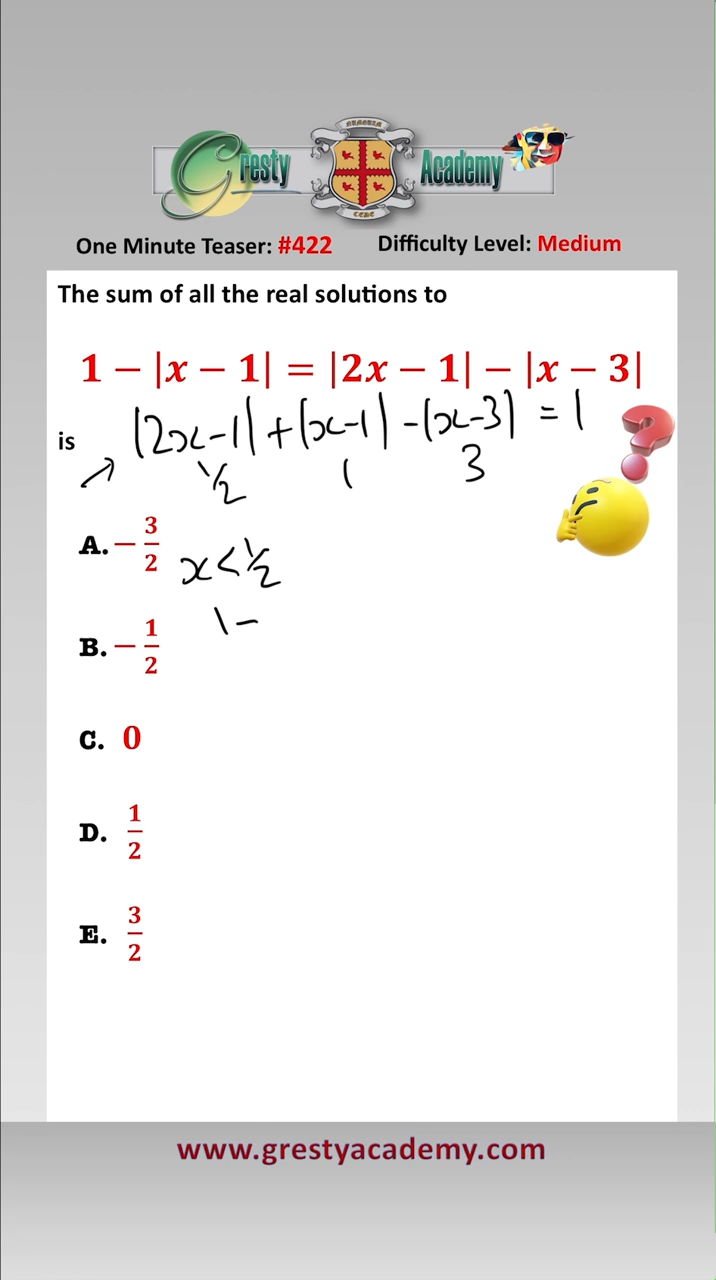 Gresty Academy
One Minute Teaser: #422 Difficulty Level: Medium
The sum of all the real solutions to
1 − |x − 1| = |2x − 1| − |x − 3|
|2x−1| + |x−1| − |x−3| = 1
is
1/2 1 3
A. − 3/2
x < 1/2
1 −
B. − 1/2
C. 0
D. 1/2
E. 3/2
www.grestyacademy.com